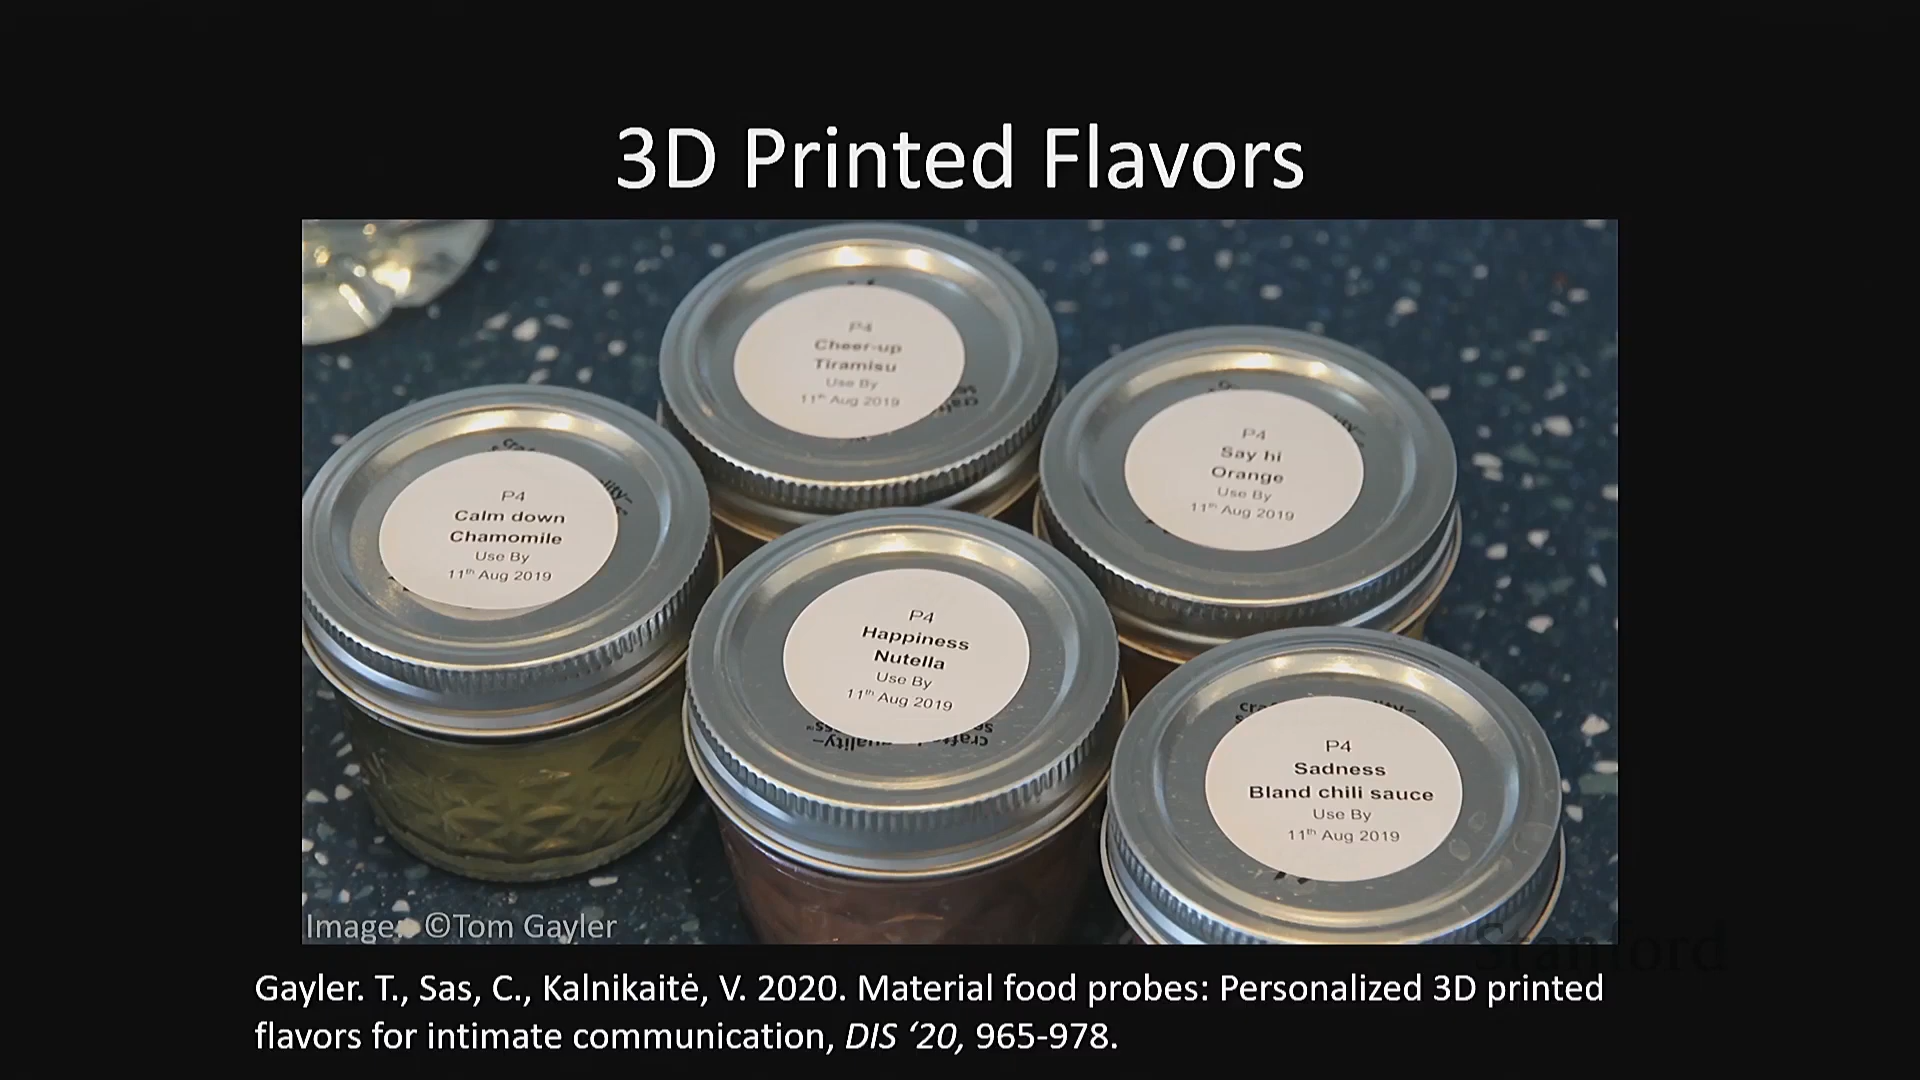 3D Printed Flavors
P4
Cheer-up
Tiramisu
Use By
11th Aug 2019
P4
Say hi
Orange
Use By
11th Aug 2019
P4
Calm down
Chamomile
Use By
11th Aug 2019
P4
Happiness
Nutella
Use By
11th Aug 2019
P4
Sadness
Bland chili sauce
Use By
11th Aug 2019
Image: ©Tom Gayler
Stanford
Gayler. T., Sas, C., Kalnikaitė, V. 2020. Material food probes: Personalized 3D printed
flavors for intimate communication, DIS ‘20, 965-978.